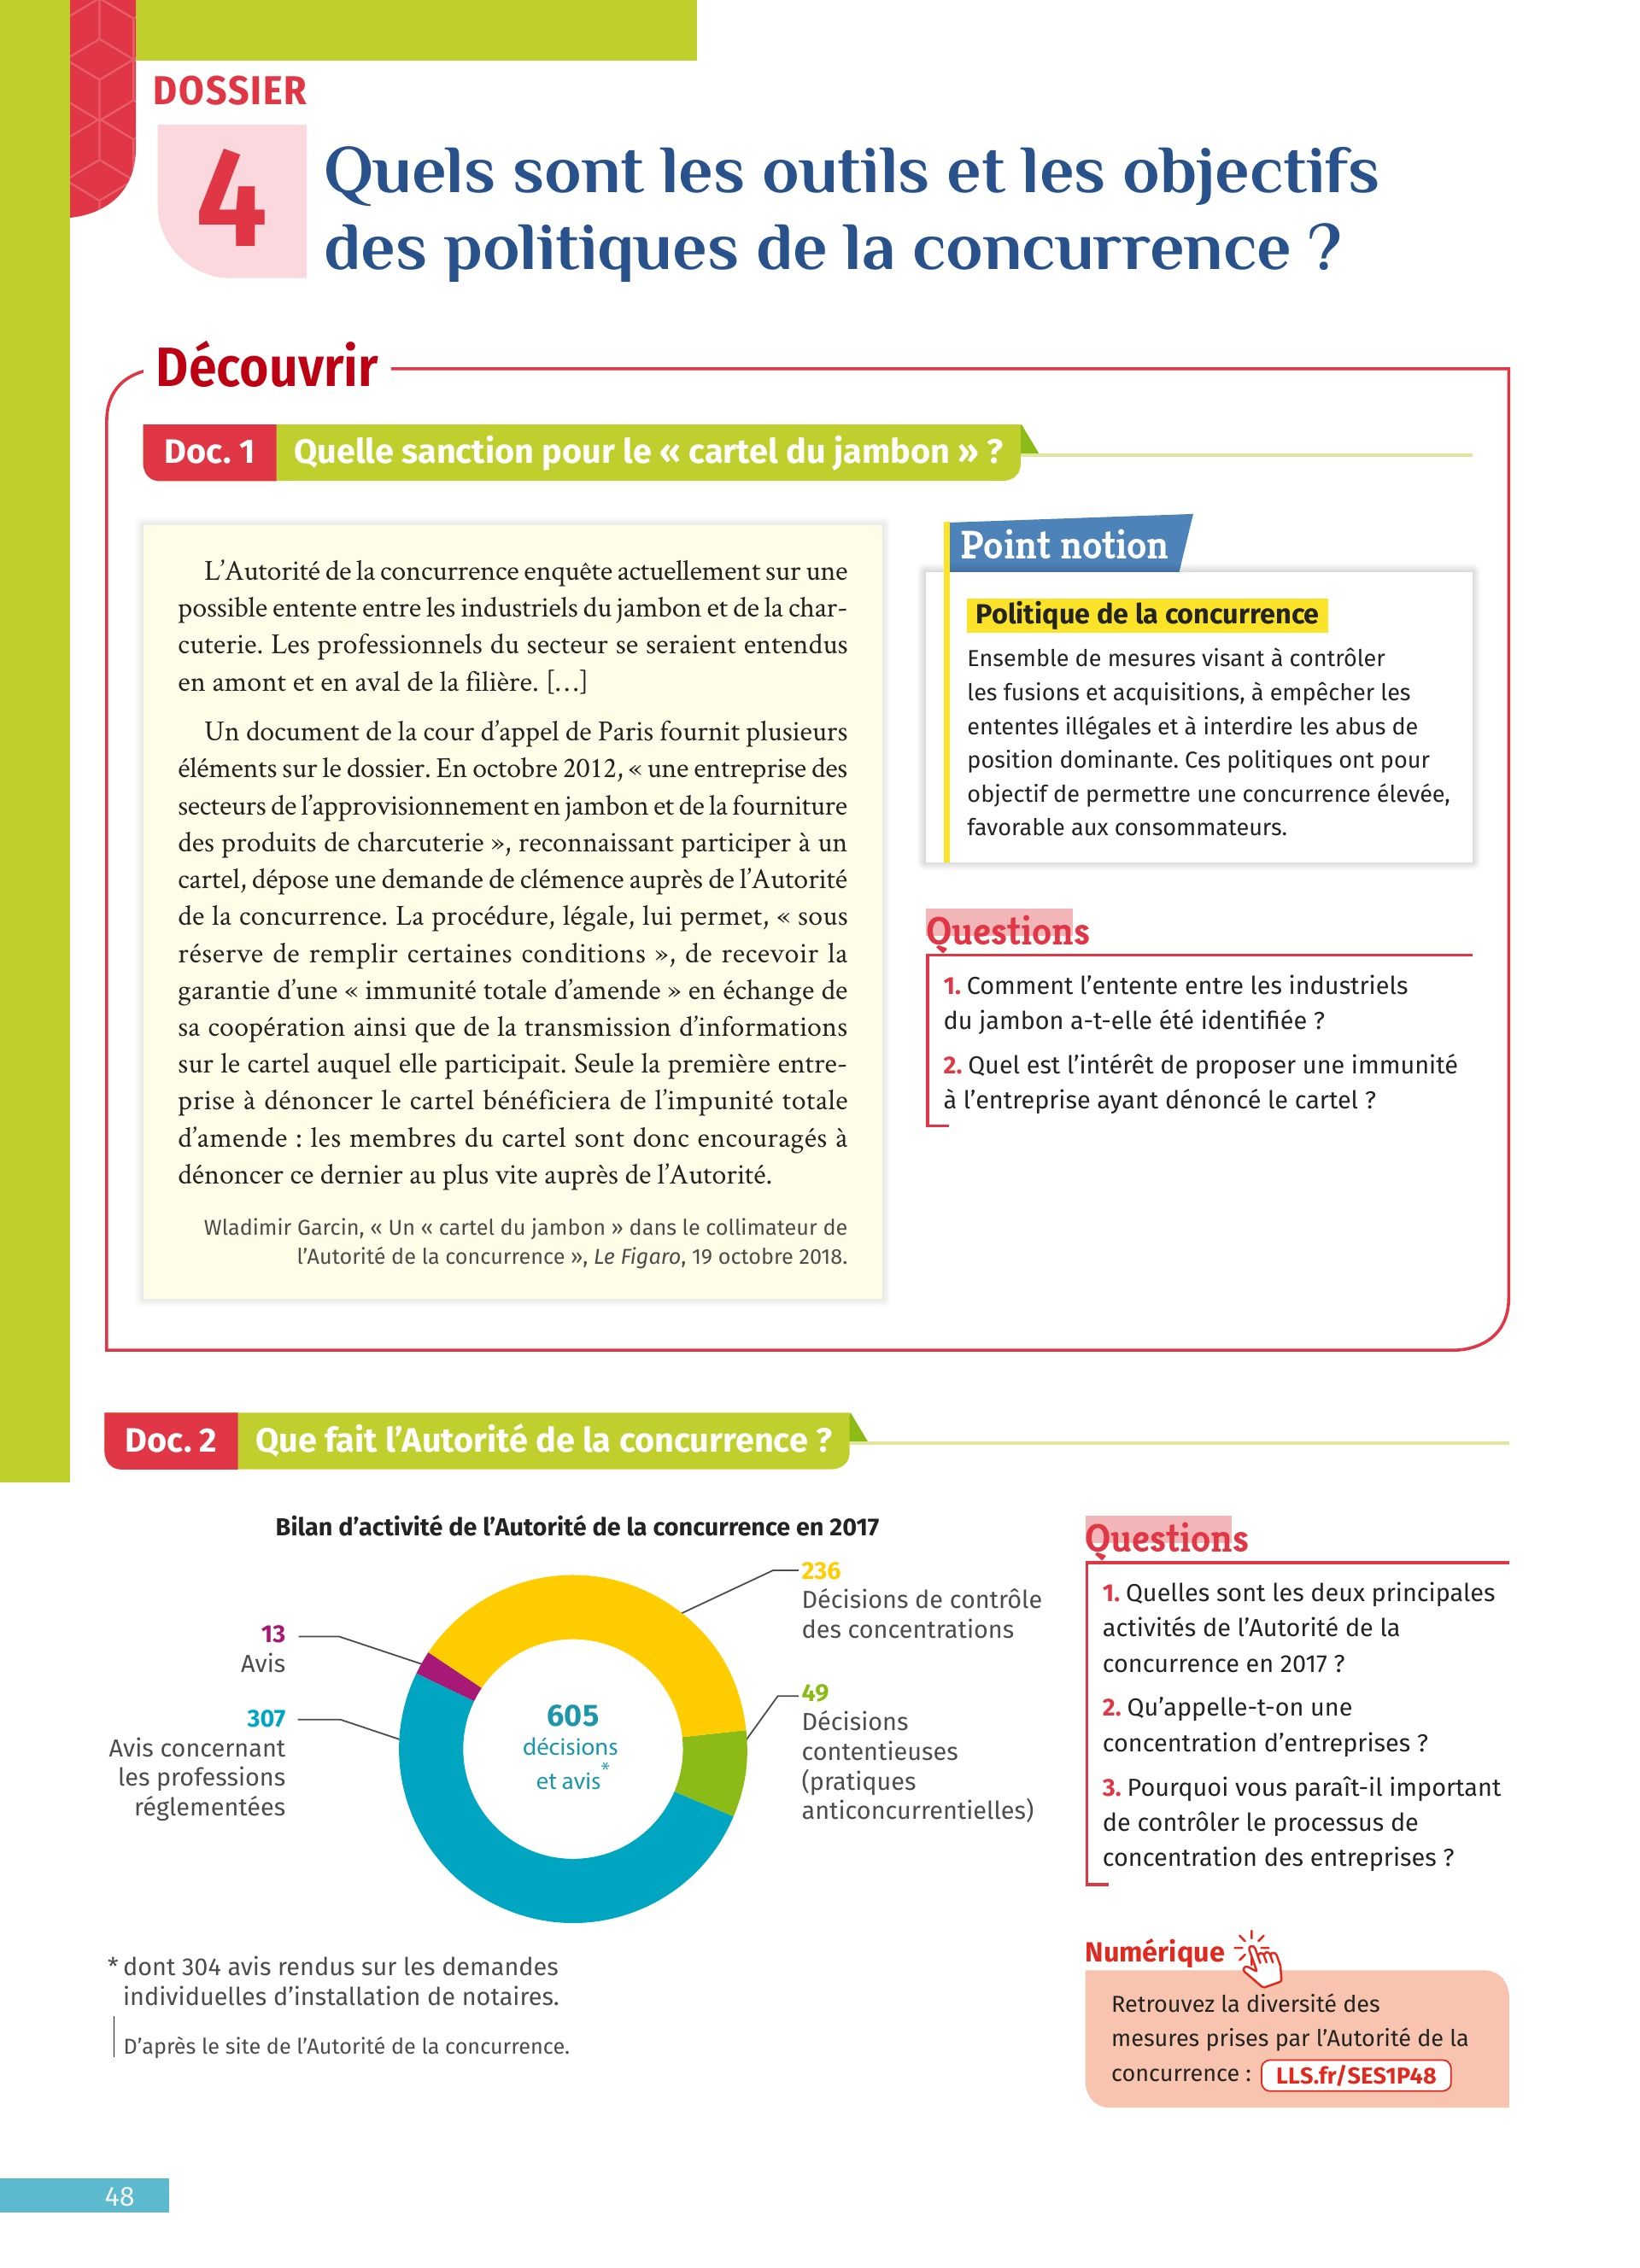 DOSSIER
4
Quels sont les outils et les objectifs
des politiques de la concurrence ?
Découvrir
Doc. 1 Quelle sanction pour le « cartel du jambon » ?
L’Autorité de la concurrence enquête actuellement sur une
possible entente entre les industriels du jambon et de la char-
cuterie. Les professionnels du secteur se seraient entendus
en amont et en aval de la filière. […]
Un document de la cour d’appel de Paris fournit plusieurs
éléments sur le dossier. En octobre 2012, « une entreprise des
secteurs de l’approvisionnement en jambon et de la fourniture
des produits de charcuterie », reconnaissant participer à un
cartel, dépose une demande de clémence auprès de l’Autorité
de la concurrence. La procédure, légale, lui permet, « sous
réserve de remplir certaines conditions », de recevoir la
garantie d’une « immunité totale d’amende » en échange de
sa coopération ainsi que de la transmission d’informations
sur le cartel auquel elle participait. Seule la première entre-
prise à dénoncer le cartel bénéficiera de l’impunité totale
d’amende : les membres du cartel sont donc encouragés à
dénoncer ce dernier au plus vite auprès de l’Autorité.
Wladimir Garcin, « Un « cartel du jambon » dans le collimateur de
l’Autorité de la concurrence », Le Figaro, 19 octobre 2018.
Point notion
Politique de la concurrence
Ensemble de mesures visant à contrôler
les fusions et acquisitions, à empêcher les
ententes illégales et à interdire les abus de
position dominante. Ces politiques ont pour
objectif de permettre une concurrence élevée,
favorable aux consommateurs.
Questions
1. Comment l’entente entre les industriels
du jambon a-t-elle été identifiée ?
2. Quel est l’intérêt de proposer une immunité
à l’entreprise ayant dénoncé le cartel ?
Doc. 2 Que fait l’Autorité de la concurrence ?
Bilan d’activité de l’Autorité de la concurrence en 2017
236
Décisions de contrôle
des concentrations
49
Décisions
contentieuses
(pratiques
anticoncurrentielles)
13
Avis
307
Avis concernant
les professions
réglementées
605
décisions
et avis*
* dont 304 avis rendus sur les demandes
individuelles d’installation de notaires.
D’après le site de l’Autorité de la concurrence.
Questions
1. Quelles sont les deux principales
activités de l’Autorité de la
concurrence en 2017 ?
2. Qu’appelle-t-on une
concentration d’entreprises ?
3. Pourquoi vous paraît-il important
de contrôler le processus de
concentration des entreprises ?
Numérique
Retrouvez la diversité des
mesures prises par l’Autorité de la
concurrence : LLS.fr/SES1P48
48